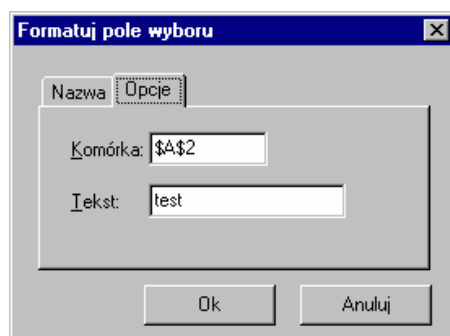 Formatuj pole wyboru
Nazwa Opcje
Komórka: $A$2
Tekst: test
Ok Anuluj